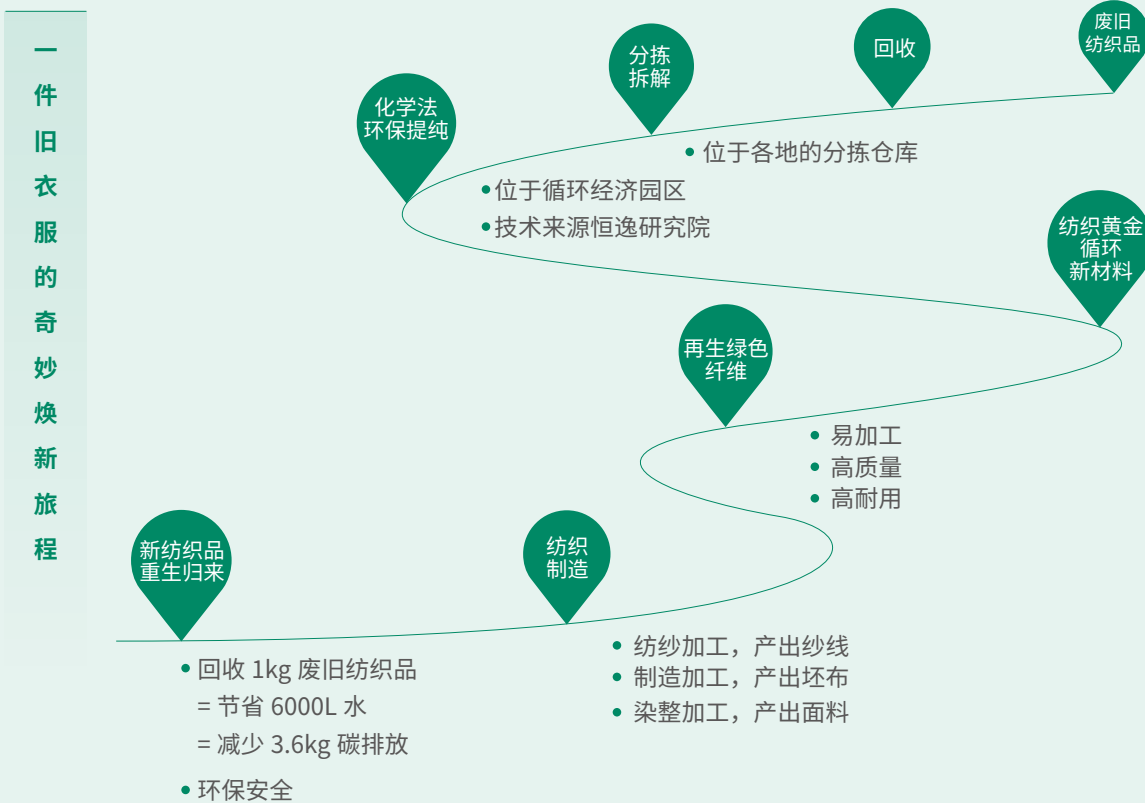 一件旧衣服的奇妙焕新旅程
废旧
纺织品
回收
分拣
拆解
位于各地的分拣仓库
化学法
环保提纯
位于循环经济园区
技术来源恒逸研究院
纺织黄金
循环
新材料
再生绿色
纤维
易加工
高质量
高耐用
纺织
制造
纺纱加工，产出纱线
制造加工，产出坯布
染整加工，产出面料
新纺织品
重生归来
回收 1kg 废旧纺织品
= 节省 6000L 水
= 减少 3.6kg 碳排放
环保安全